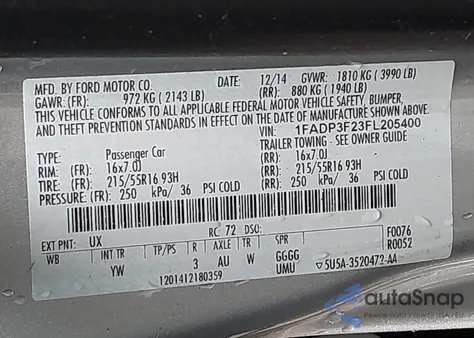 MFD. BY FORD MOTOR CO. DATE: 12/14 GVWR: 1810 KG (3990 LB)
GAWR: (FR): 972 KG (2143 LB) (RR): 880 KG (1940 LB)
THIS VEHICLE CONFORMS TO ALL APPLICABLE FEDERAL MOTOR VEHICLE SAFETY, BUMPER,
AND THEFT PREVENTION STANDARDS IN EFFECT ON THE DATE OF MANUFACTURE SHOWN ABOVE.
VIN: 1FADP3F23FL205400
TYPE: Passenger Car TRAILER TOWING - SEE OWNER GUIDE
RIM: (FR): 16x7.0J (RR): 16x7.0J
TIRE: (FR): 215/55R16 93H (RR): 215/55R16 93H
PRESSURE: (FR): 250 kPa/ 36 PSI COLD (RR): 250 kPa/ 36 PSI COLD
EXT PNT: UX RC: 72 DSO: F0076
WB INT TR TP/PS R AXLE TR SPR R0052
YW 3 AU W GGGG
UMU ▽5U5A-3520472-AA
1201412180359
autoSnap